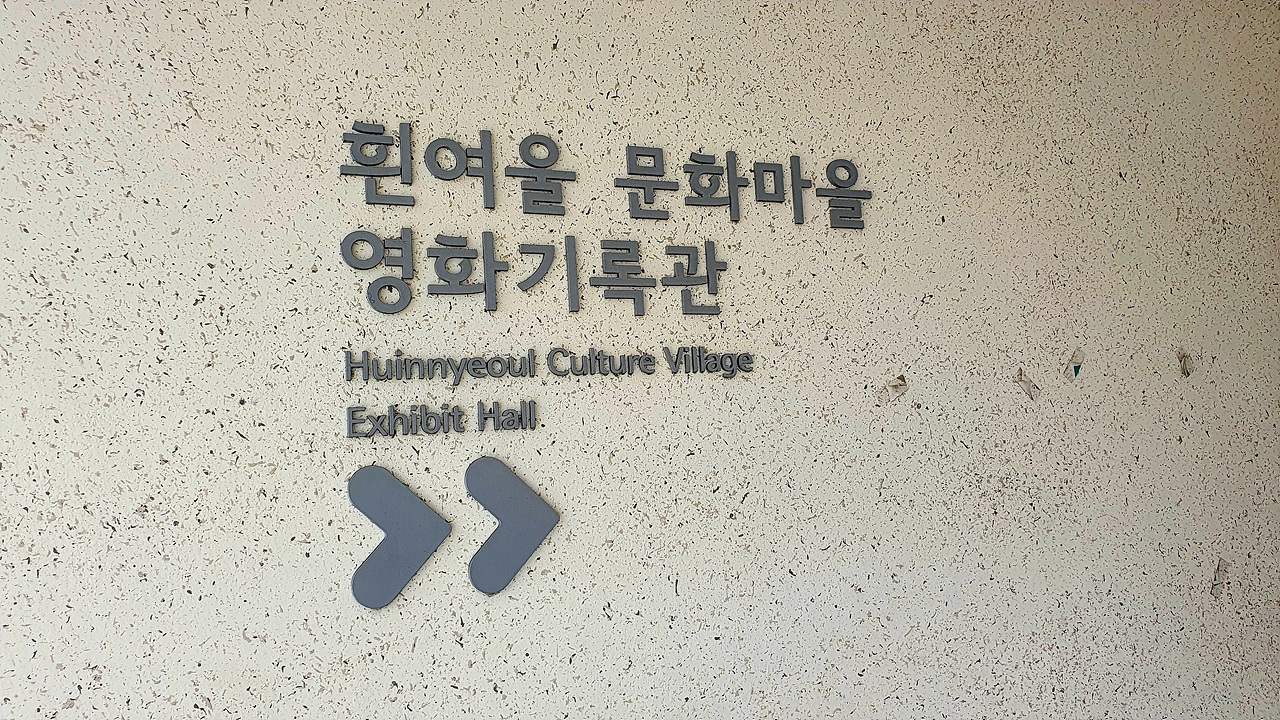 흰여울 문화마을
영화기록관
Huinnyeoul Culture Village
Exhibit Hall